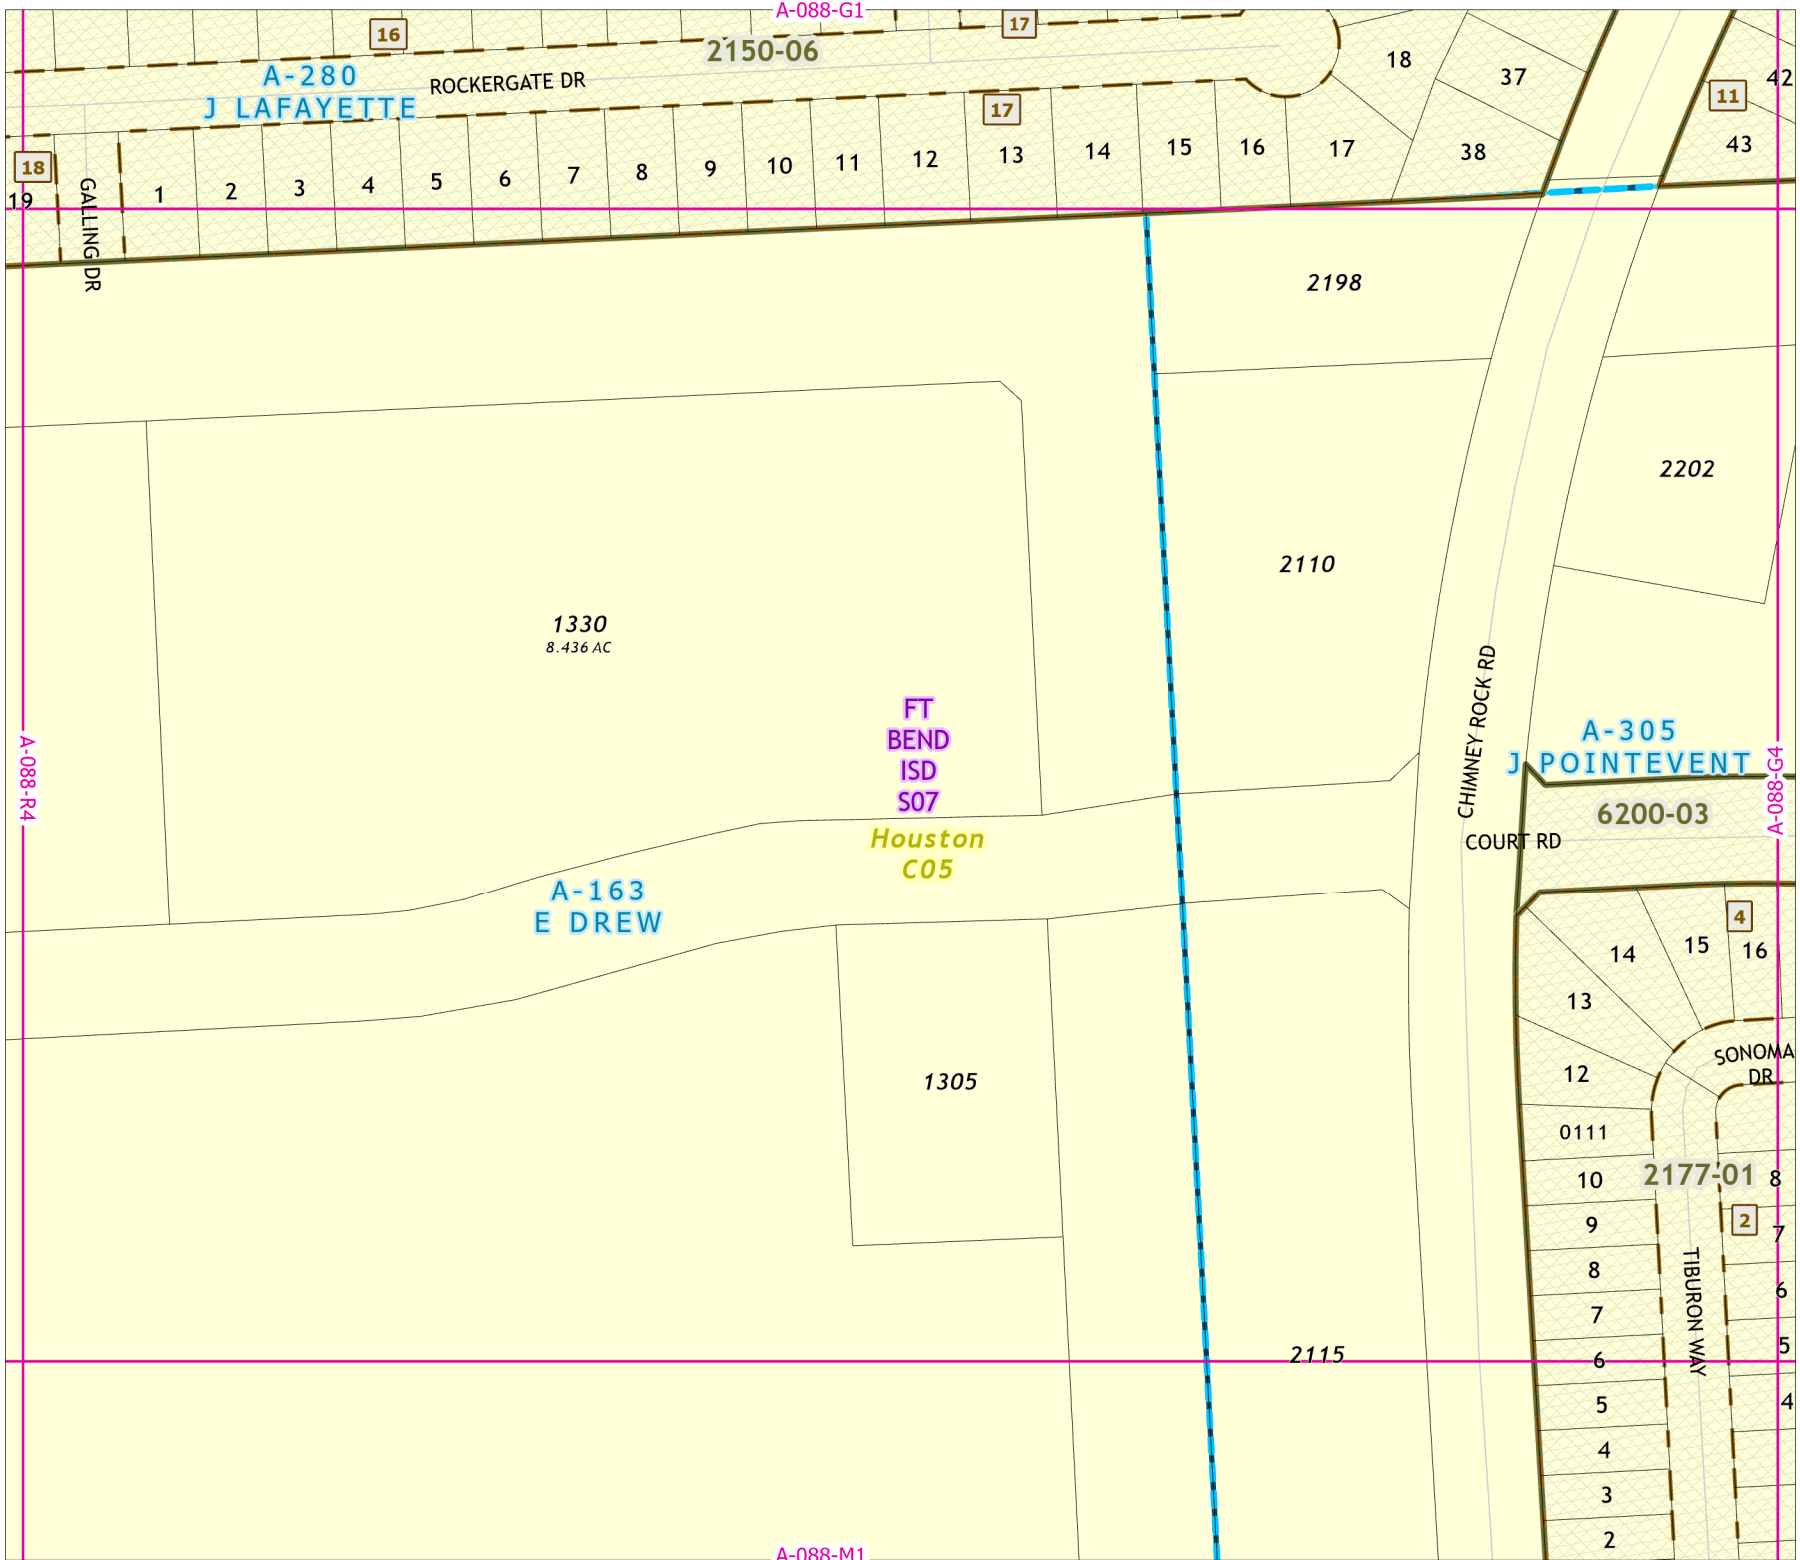 A-088-G1
16
17
2150-06
A-280
J LAFAYETTE
ROCKERGATE DR
18
37
42
11
17
43
18
19
GALLING DR
1
2
3
4
5
6
7
8
9
10
11
12
13
14
15
16
17
38
2198
2202
2110
1330
8.436 AC
FT
BEND
ISD
S07
Houston
C05
A-163
E DREW
A-088-R4
CHIMNEY ROCK RD
A-305
J POINTEVENT
A-088-G4
6200-03
COURT RD
4
14
15
16
13
12
SONOMA
DR
0111
10
2177-01
8
9
2
7
8
6
7
TIBURON WAY
5
6
4
5
4
3
2
1305
2115
A-088-M1